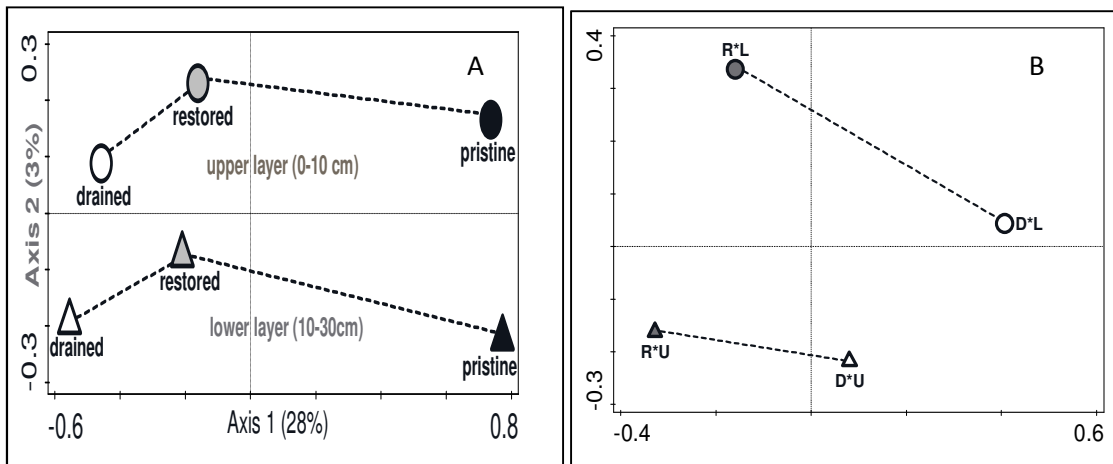 A
0.3
Axis 2 (3%)
-0.3
restored
pristine
drained
upper layer (0-10 cm)
restored
drained
lower layer (10-30cm)
pristine
-0.6
Axis 1 (28%)
0.8
B
0.4
R*L
D*L
R*U
D*U
-0.3
-0.4
0.6